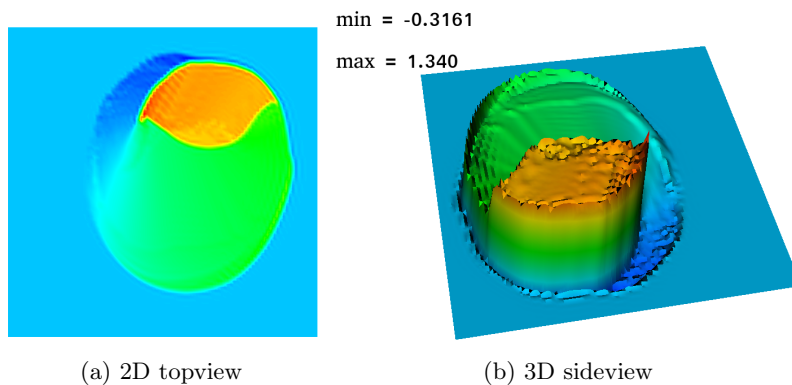 min = -0.3161
max = 1.340
(a) 2D topview
(b) 3D sideview